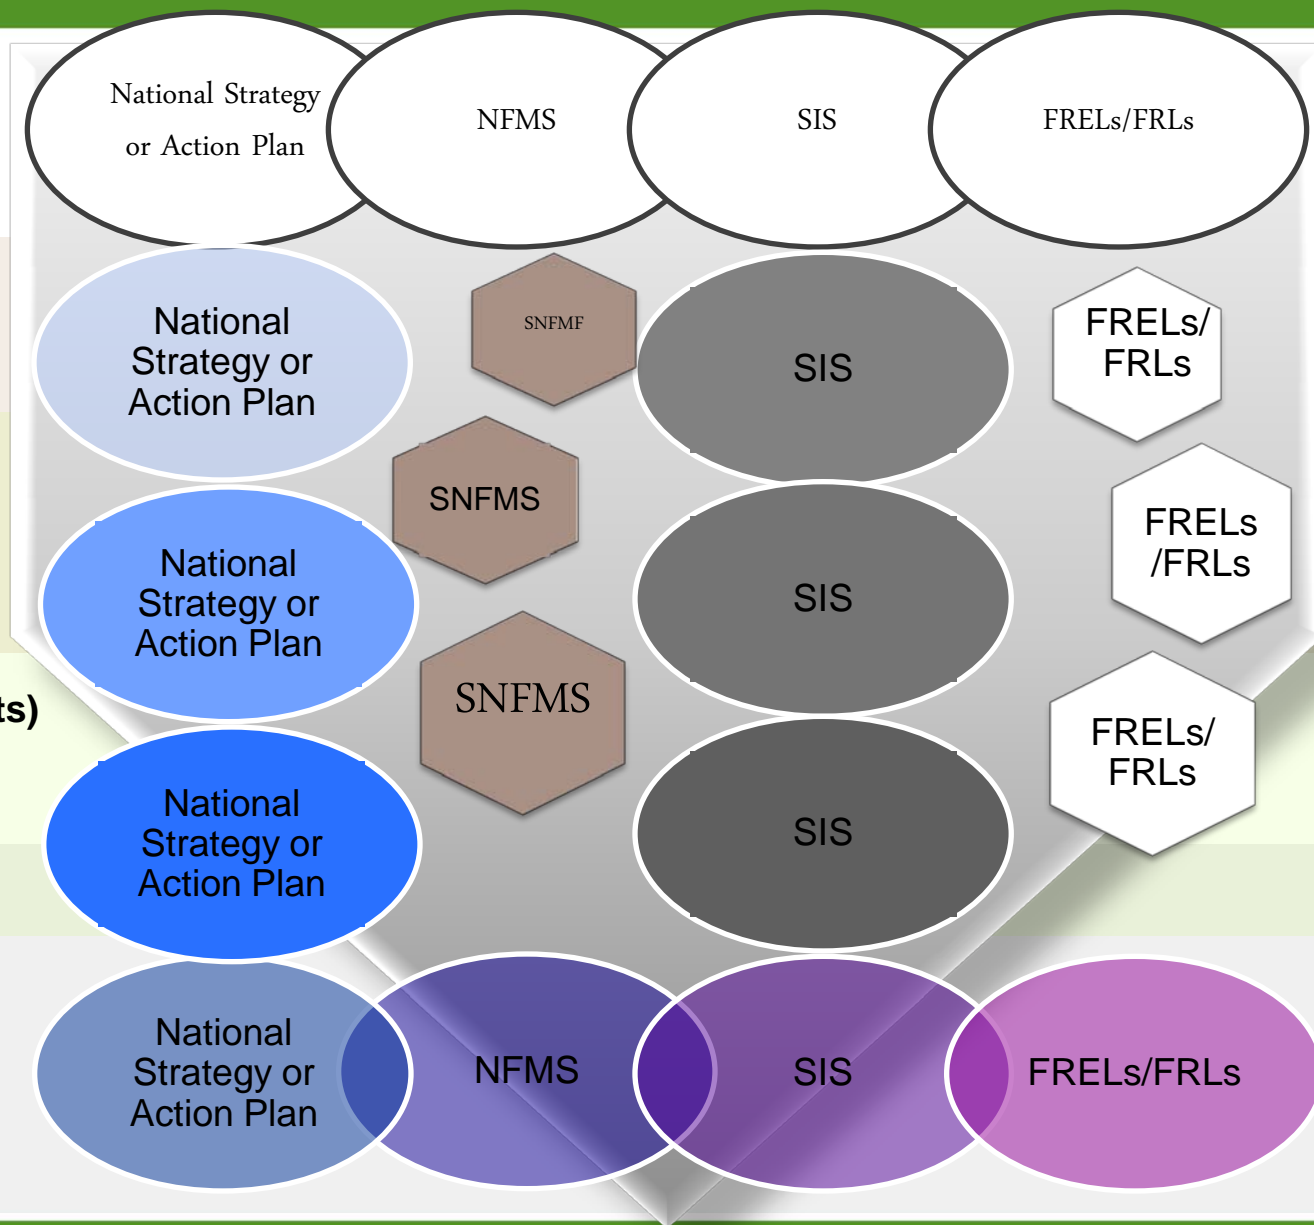 National Strategy
or Action Plan
NFMS
SIS
FRELs/FRLs
National
Strategy or
Action Plan
SNFMF
SIS
FRELs/
FRLs
SNFMS
National
Strategy or
Action Plan
SIS
FRELs
/FRLs
ts)
SNFMS
FRELs/
FRLs
National
Strategy or
Action Plan
SIS
National
Strategy or
Action Plan
NFMS
SIS
FRELs/FRLs